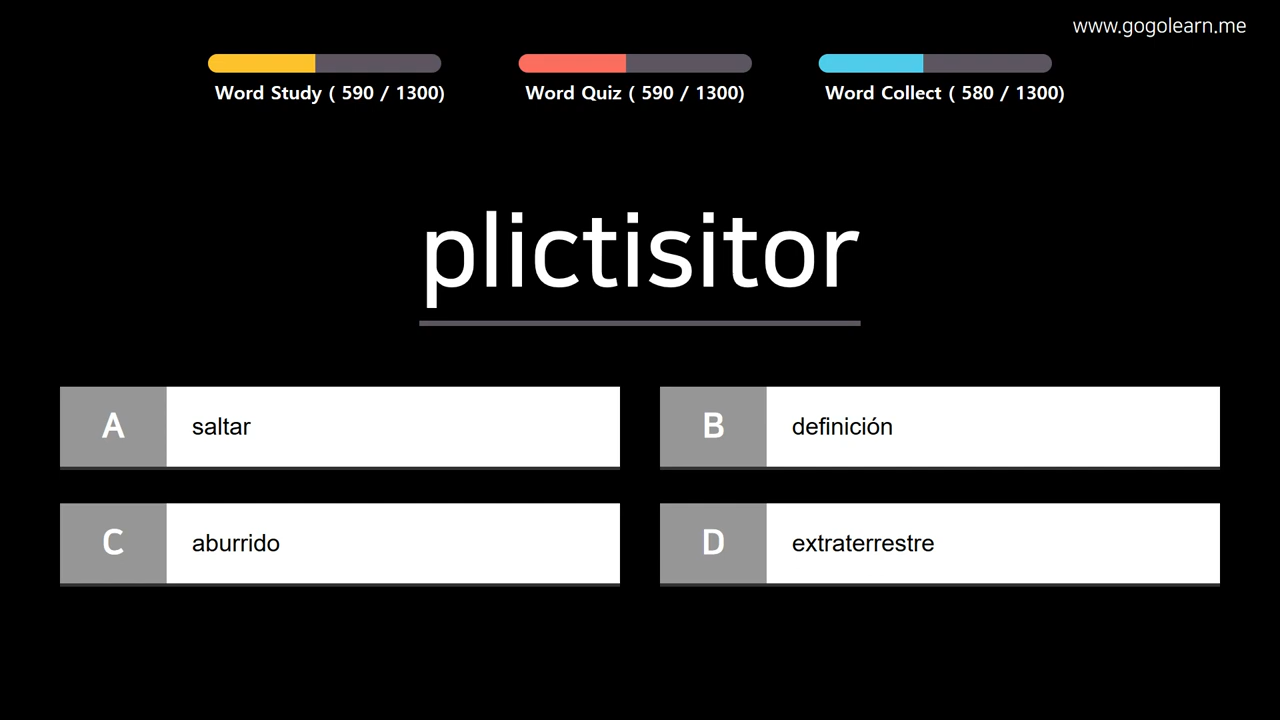 www.gogolearn.me
Word Study ( 590 / 1300)
Word Quiz ( 590 / 1300)
Word Collect ( 580 / 1300)
plictisitor
A saltar
B definición
C aburrido
D extraterrestre